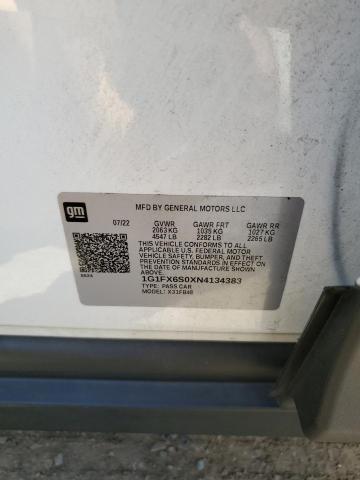 gm
MFD BY GENERAL MOTORS LLC
07/22 GVWR GAWR FRT GAWR RR
2063 KG 1035 KG 1027 KG
4547 LB 2282 LB 2265 LB
THIS VEHICLE CONFORMS TO ALL
APPLICABLE U.S. FEDERAL MOTOR
VEHICLE SAFETY, BUMPER, AND THEFT
PREVENTION STANDARDS IN EFFECT ON THE
DATE OF MANUFACTURE SHOWN ABOVE.
1G1FX6S0XN4134383
TYPE: PASS CAR
MODEL: X31FB48